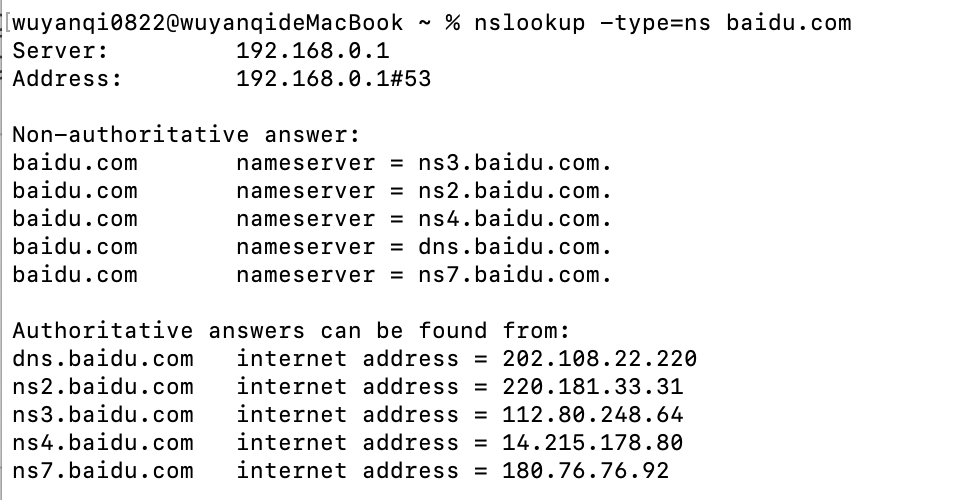 wuyanqi0822@wuyanqideMacBook ~ % nslookup -type=ns baidu.com
Server:		192.168.0.1
Address:	192.168.0.1#53

Non-authoritative answer:
baidu.com	nameserver = ns3.baidu.com.
baidu.com	nameserver = ns2.baidu.com.
baidu.com	nameserver = ns4.baidu.com.
baidu.com	nameserver = dns.baidu.com.
baidu.com	nameserver = ns7.baidu.com.

Authoritative answers can be found from:
dns.baidu.com	internet address = 202.108.22.220
ns2.baidu.com	internet address = 220.181.33.31
ns3.baidu.com	internet address = 112.80.248.64
ns4.baidu.com	internet address = 14.215.178.80
ns7.baidu.com	internet address = 180.76.76.92